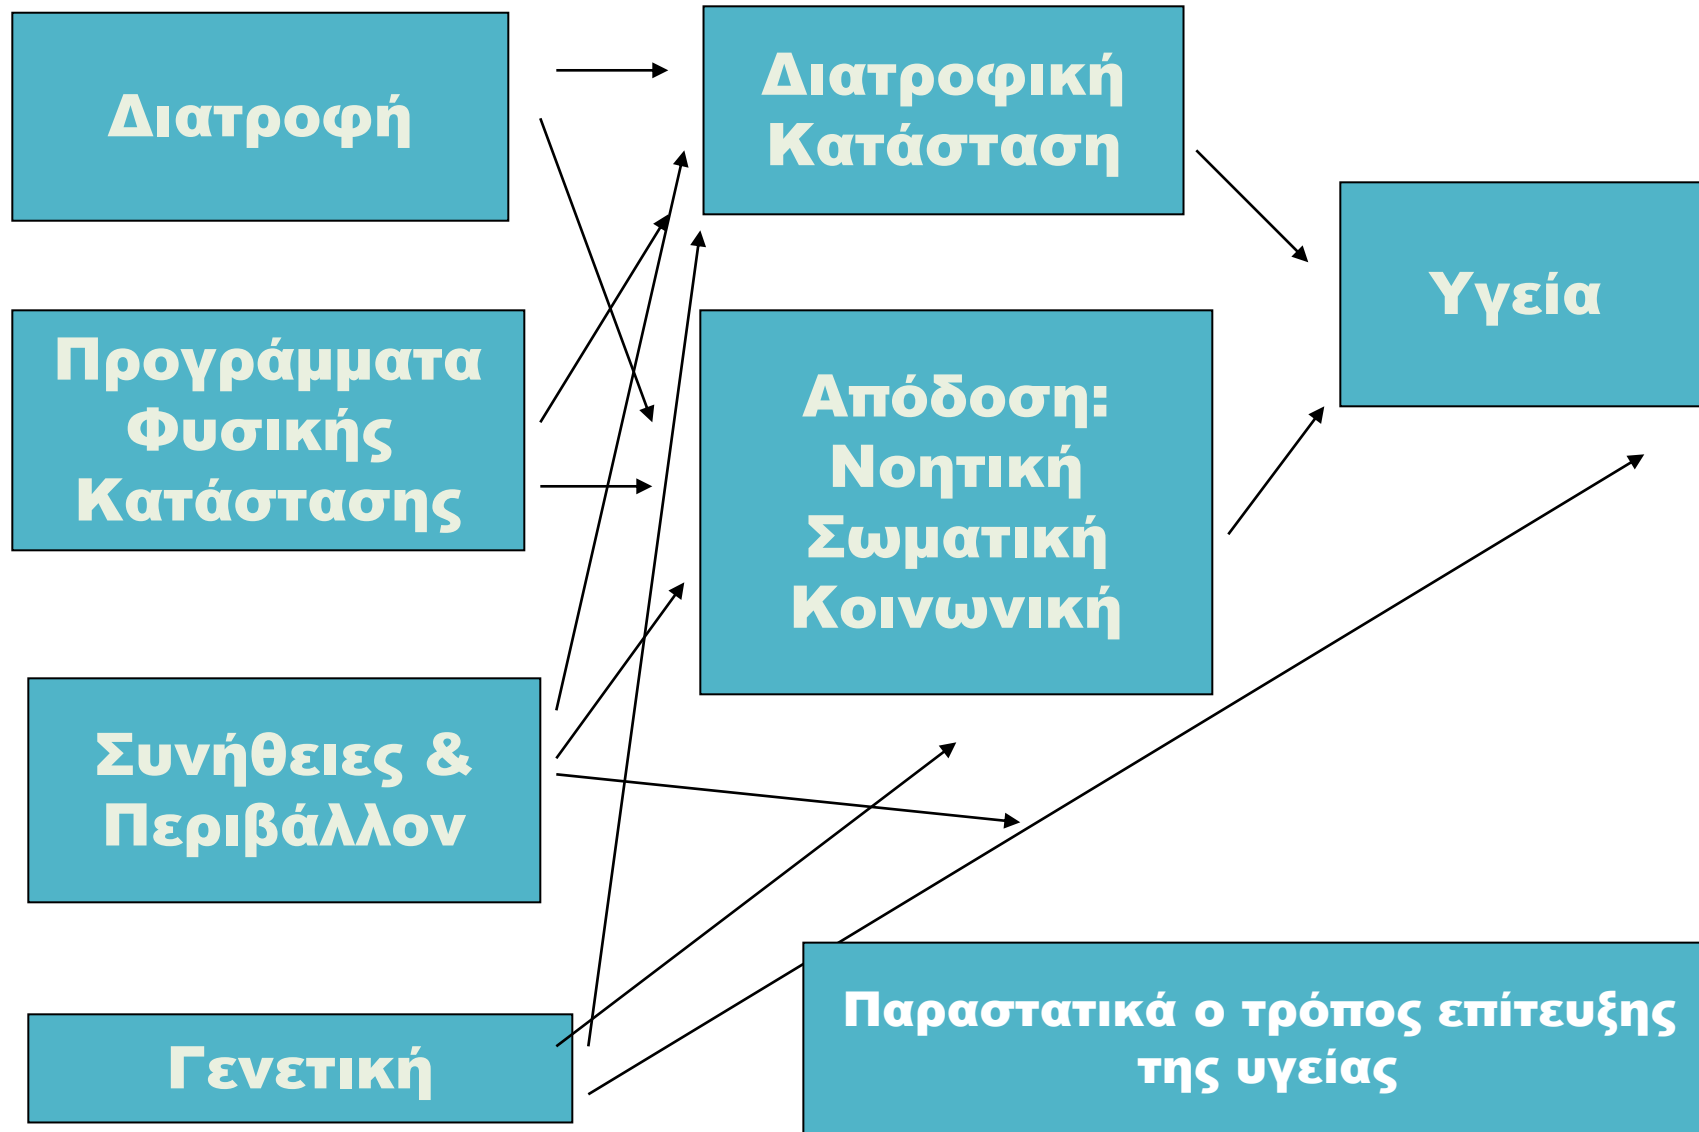 Διατροφή
Διατροφική
Κατάσταση
Υγεία
Προγράμματα
Φυσικής
Κατάστασης
Απόδοση:
Νοητική
Σωματική
Κοινωνική
Συνήθειες &
Περιβάλλον
Γενετική
Παραστατικά ο τρόπος επίτευξης
της υγείας